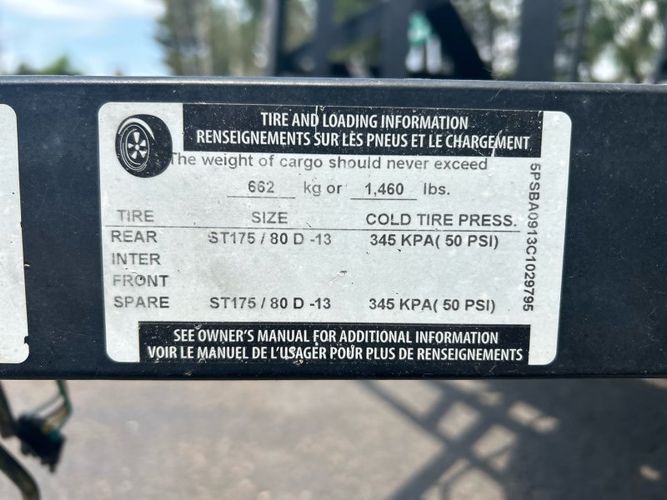 TIRE AND LOADING INFORMATION
RENSEIGNEMENTS SUR LES PNEUS ET LE CHARGEMENT
The weight of cargo should never exceed
662 kg or 1,460 lbs.
TIRE SIZE COLD TIRE PRESS.
REAR ST175 / 80 D -13 345 KPA( 50 PSI)
INTER
FRONT
SPARE ST175 / 80 D -13 345 KPA( 50 PSI)
SEE OWNER'S MANUAL FOR ADDITIONAL INFORMATION
VOIR LE MANUEL DE L'USAGER POUR PLUS DE RENSEIGNEMENTS
5PSBA0913C1029795